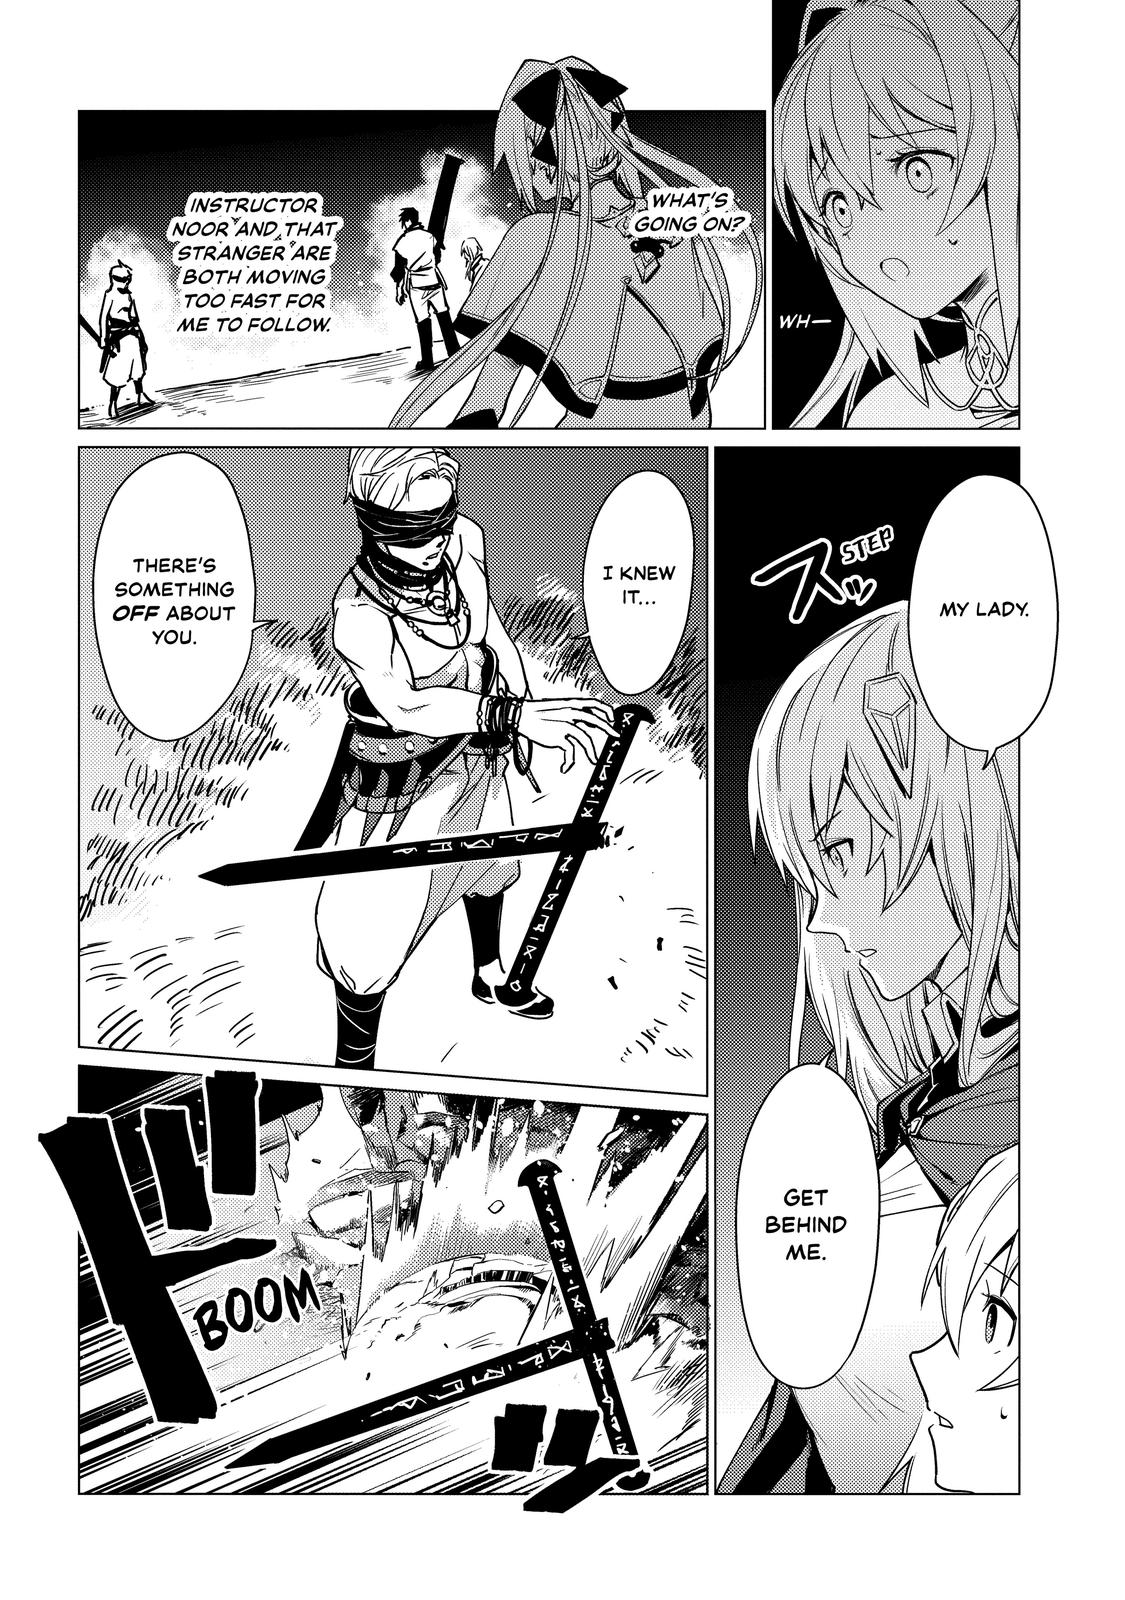 WH—
WHAT'S
GOING ON?
INSTRUCTOR
NOOR AND THAT
STRANGER ARE
BOTH MOVING
TOO FAST FOR
ME TO FOLLOW.
MY LADY.
スッ
STEP
GET
BEHIND
ME.
I KNEW
IT...
THERE'S
SOMETHING
OFF ABOUT
YOU.
ドドッ
BOOM